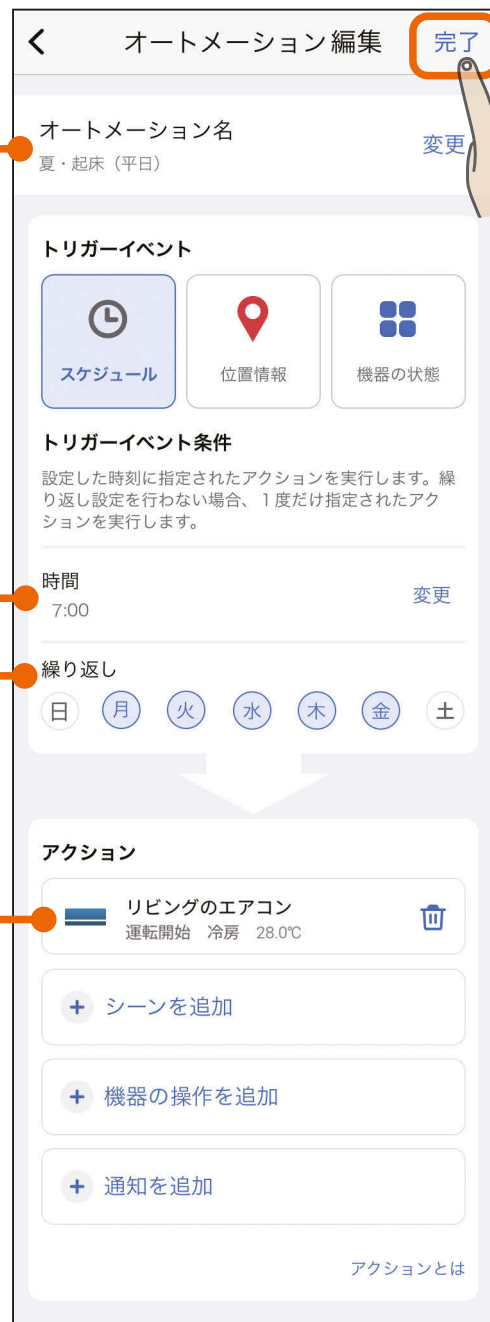 オートメーション編集
完了
オートメーション名
変更
夏・起床（平日）
トリガーイベント
スケジュール
位置情報
機器の状態
トリガーイベント条件
設定した時刻に指定されたアクションを実行します。繰
り返し設定を行わない場合、1度だけ指定されたアク
ションを実行します。
時間
変更
7:00
繰り返し
日 月 火 水 木 金 土
アクション
リビングのエアコン
運転開始 冷房 28.0℃
シーンを追加
機器の操作を追加
通知を追加
アクションとは